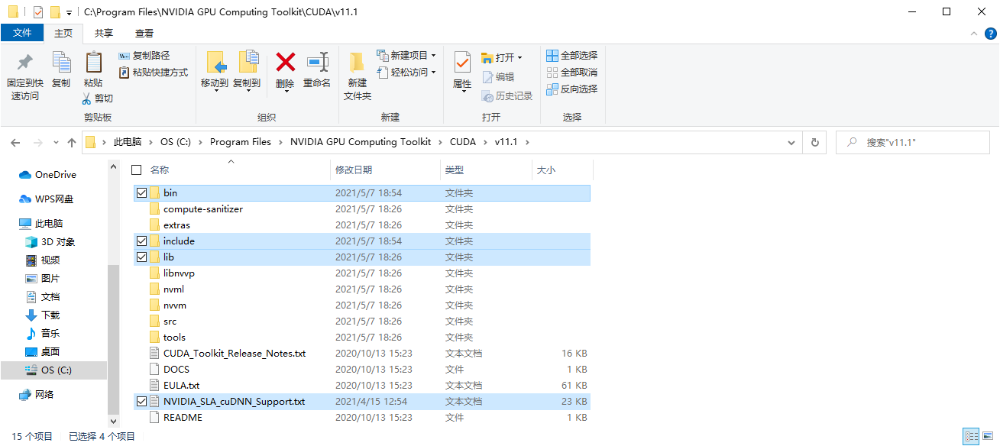 C:\Program Files\NVIDIA GPU Computing Toolkit\CUDA\v11.1
文件 主页 共享 查看
固定到快速访问
复制
粘贴
复制路径
粘贴快捷方式
剪切
剪贴板
移动到
复制到
删除
重命名
组织
新建文件夹
新建项目
轻松访问
新建
属性
打开
编辑
历史记录
打开
全部选择
全部取消
反向选择
选择
此电脑 > OS (C:) > Program Files > NVIDIA GPU Computing Toolkit > CUDA > v11.1 >
搜索"v11.1"
OneDrive
WPS网盘
此电脑
3D 对象
视频
图片
文档
下载
音乐
桌面
OS (C:)
网络
名称 修改日期 类型 大小
bin 2021/5/7 18:54 文件夹
compute-sanitizer 2021/5/7 18:26 文件夹
extras 2021/5/7 18:26 文件夹
include 2021/5/7 18:54 文件夹
lib 2021/5/7 18:26 文件夹
libnvvp 2021/5/7 18:26 文件夹
nvml 2021/5/7 18:26 文件夹
nvvm 2021/5/7 18:26 文件夹
src 2021/5/7 18:26 文件夹
tools 2021/5/7 18:26 文件夹
CUDA_Toolkit_Release_Notes.txt 2020/10/13 15:23 文本文档 16 KB
DOCS 2020/10/13 15:23 文件 1 KB
EULA.txt 2020/10/13 15:23 文本文档 61 KB
NVIDIA_SLA_cuDNN_Support.txt 2021/4/15 12:54 文本文档 23 KB
README 2020/10/13 15:23 文件 1 KB
15 个项目 已选择 4 个项目